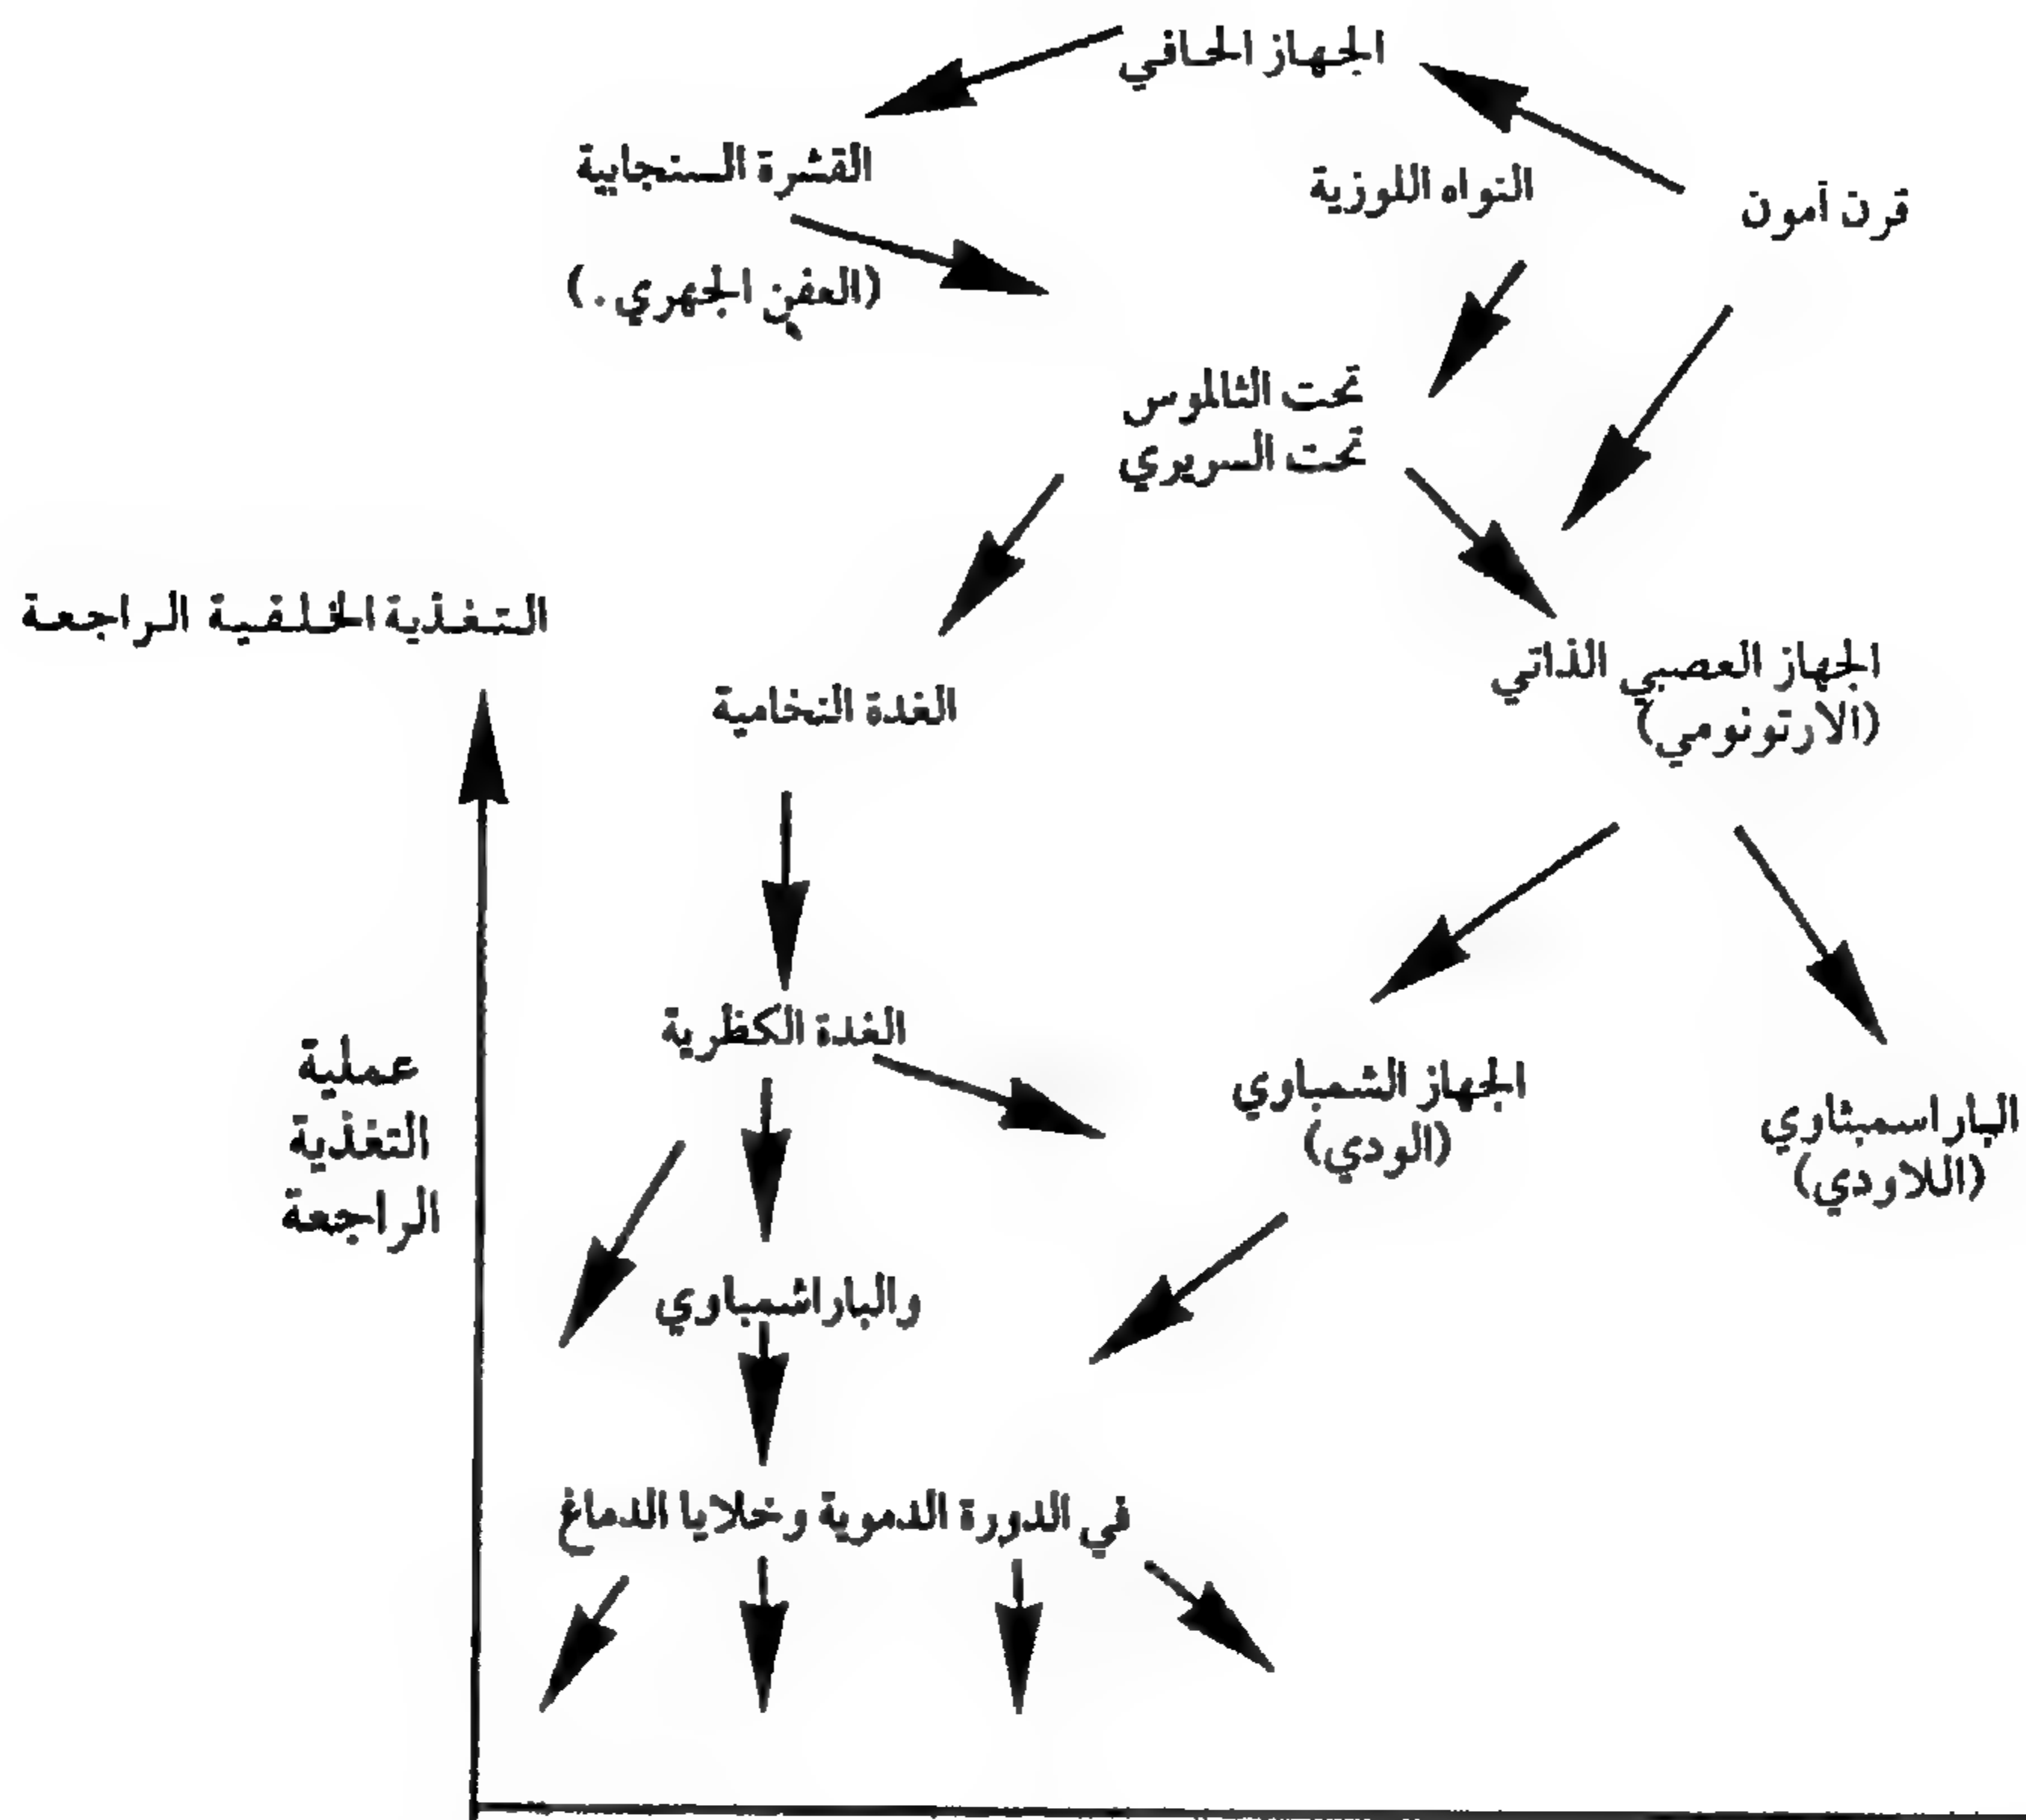 الجهاز الحافي
القشرة السنجابية
النواه اللوزية
قرن آمون
(العفن الجهري.)
تحت الثالموس
تحت السريري
التغذية الخلفية الراجعة
الجهاز العصبي الذاتي
(الارتونومي)
الغدة النخامية
الغدة الكظرية
عملية
التغذية
الراجعة
الجهاز الشمباوي
(الودي)
الباراسمبثاوي
(اللاودي)
والباراشمباوي
في الدورة الدموية وخلايا الدماغ